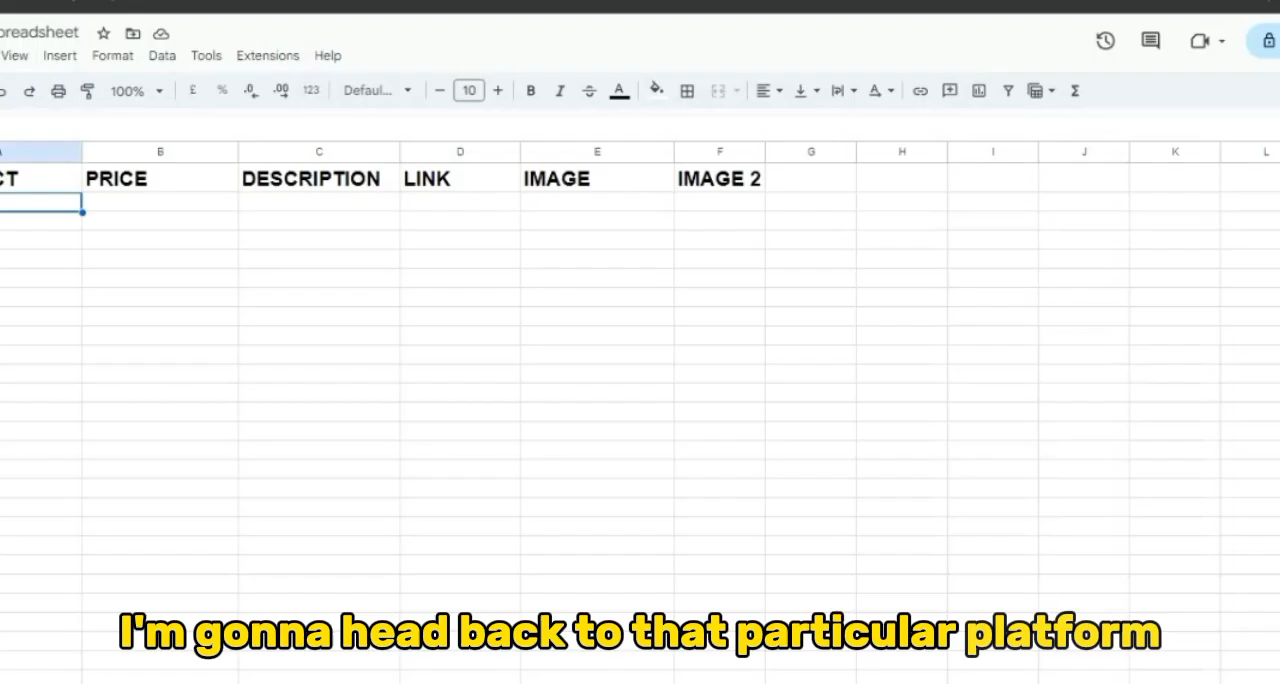 preadsheet
View Insert Format Data Tools Extensions Help
100% £ % .0 .00 123 Defaul... 10 B I A
B C D E F G H I J K L
CT PRICE DESCRIPTION LINK IMAGE IMAGE 2
I'm gonna head back to that particular platform